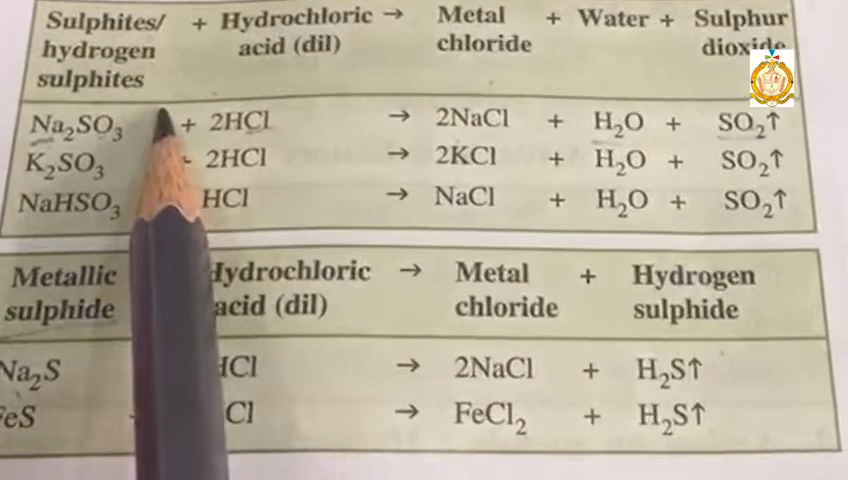 Sulphites/ + Hydrochloric → Metal + Water + Sulphur
hydrogen acid (dil) chloride dioxide
sulphites
Na₂SO₃ + 2HCl → 2NaCl + H₂O + SO₂↑
K₂SO₃ 2HCl → 2KCl + H₂O + SO₂↑
NaHSO₃ HCl → NaCl + H₂O + SO₂↑
Metallic Hydrochloric → Metal + Hydrogen
sulphide acid (dil) chloride sulphide
Na₂S HCl → 2NaCl + H₂S↑
FeS Cl → FeCl₂ + H₂S↑